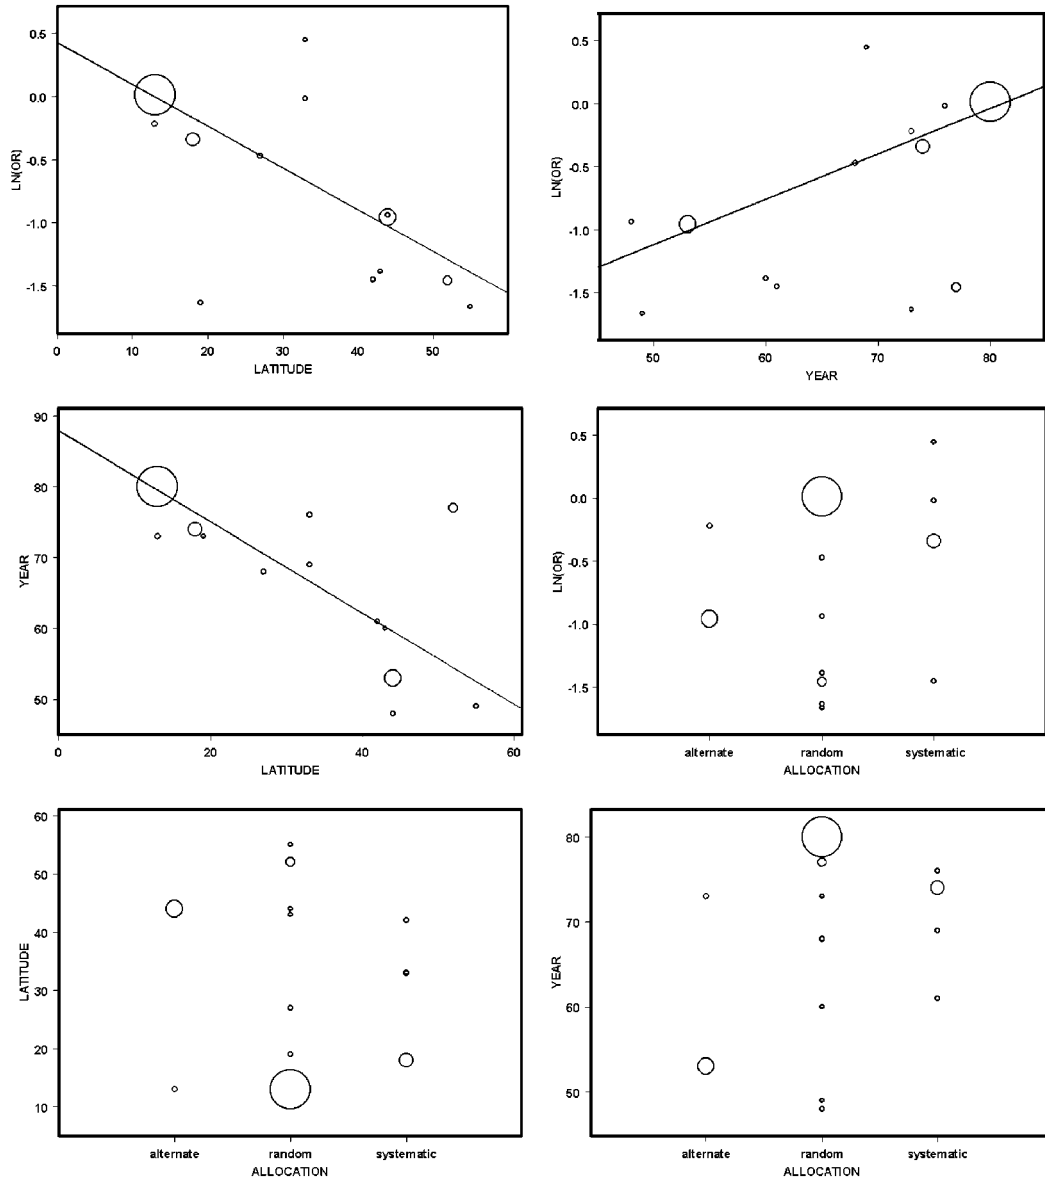 0.5
0.0
-0.5
-1.0
-1.5
LN(OR)
0 10 20 30 40 50
LATITUDE
0.5
0.0
-0.5
-1.0
-1.5
LN(OR)
50 60 70 80
YEAR
90
80
70
60
50
YEAR
0 20 40 60
LATITUDE
0.5
0.0
-0.5
-1.0
-1.5
LN(OR)
alternate random systematic
ALLOCATION
60
50
40
30
20
10
LATITUDE
alternate random systematic
ALLOCATION
80
70
60
50
YEAR
alternate random systematic
ALLOCATION